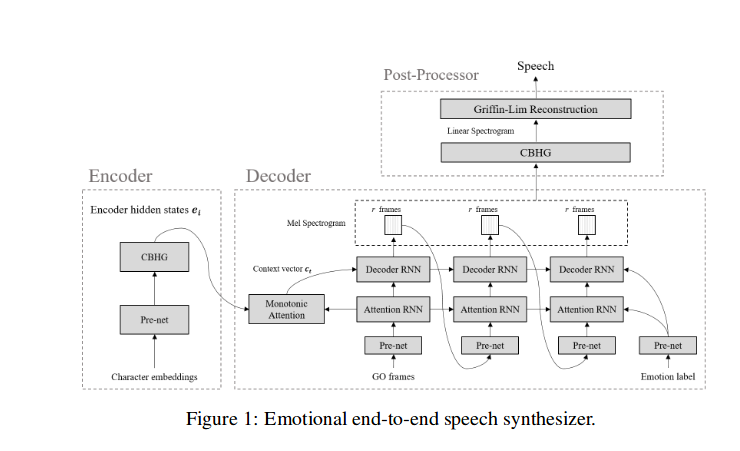 Speech
Post-Processor
Griffin-Lim Reconstruction
Linear Spectrogram
CBHG
Encoder
Decoder
Encoder hidden states e_i
CBHG
Pre-net
Character embeddings
Mel Spectrogram
r frames
r frames
r frames
Context vector c_t
Decoder RNN
Decoder RNN
Decoder RNN
Monotonic
Attention
Attention RNN
Attention RNN
Attention RNN
Pre-net
Pre-net
Pre-net
Pre-net
GO frames
Emotion label
Figure 1: Emotional end-to-end speech synthesizer.